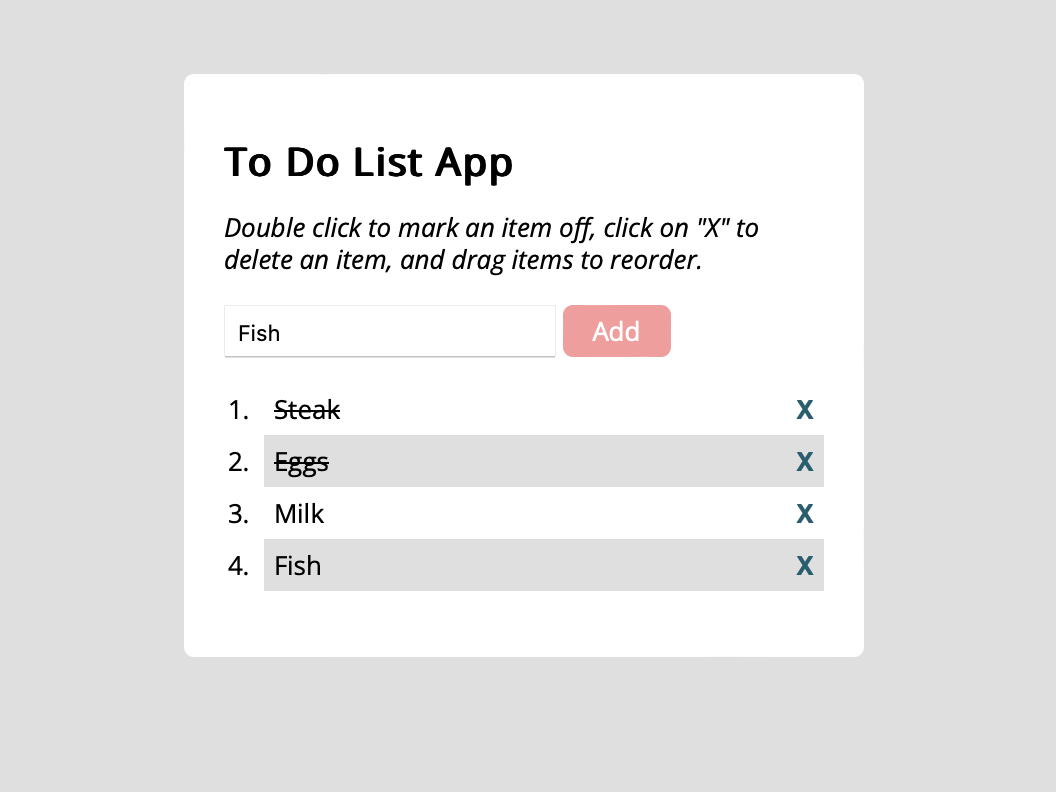 To Do List App
Double click to mark an item off, click on "X" to
delete an item, and drag items to reorder.
Fish Add
1. Steak X
2. Eggs X
3. Milk X
4. Fish X